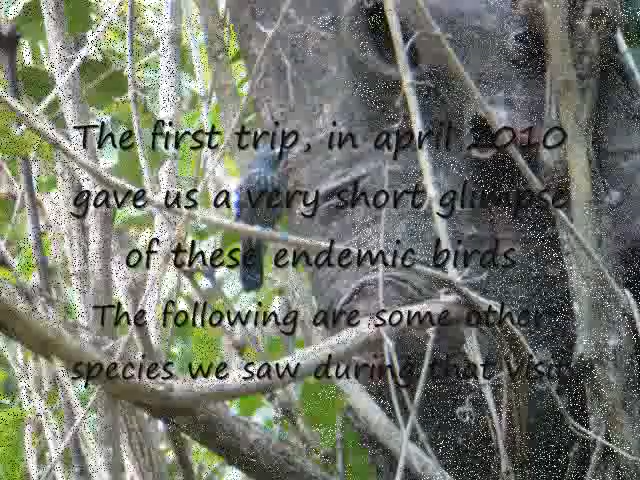 The first trip, in april 2010
gave us a very short glimpse
of these endemic birds
The following are some other
species we saw during that visit